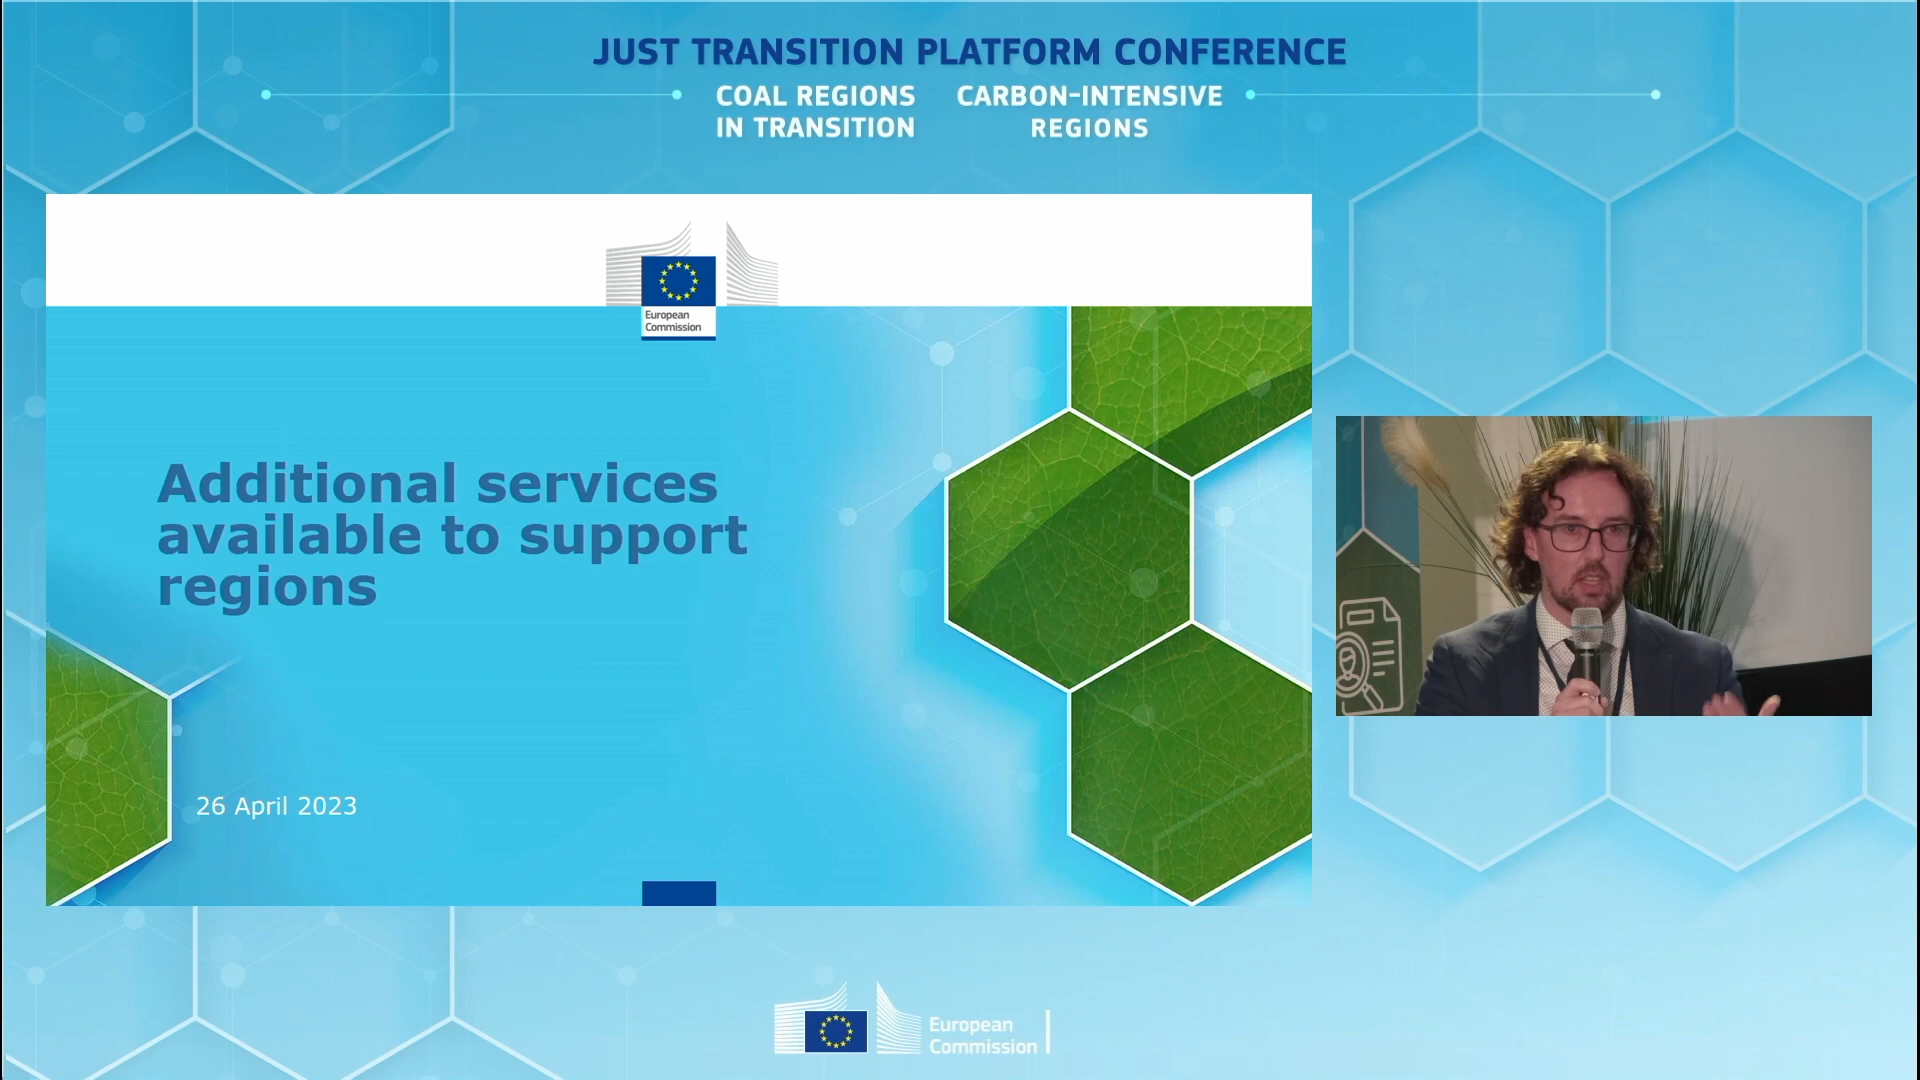 JUST TRANSITION PLATFORM CONFERENCE
COAL REGIONS
IN TRANSITION
CARBON-INTENSIVE
REGIONS
European
Commission
Additional services
available to support
regions
26 April 2023
European
Commission